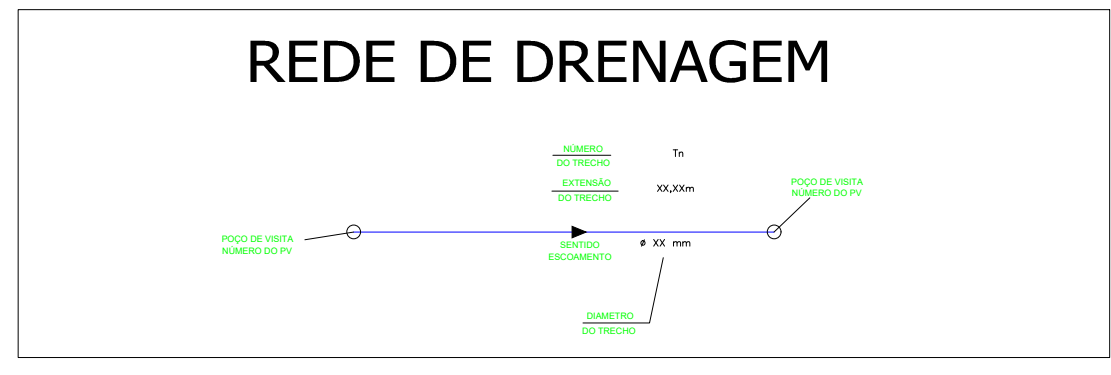 REDE DE DRENAGEM
NÚMERO
DO TRECHO
Tn
EXTENSÃO
DO TRECHO
XX,XXm
POÇO DE VISITA
NÚMERO DO PV
POÇO DE VISITA
NÚMERO DO PV
SENTIDO
ESCOAMENTO
ø XX mm
DIAMETRO
DO TRECHO